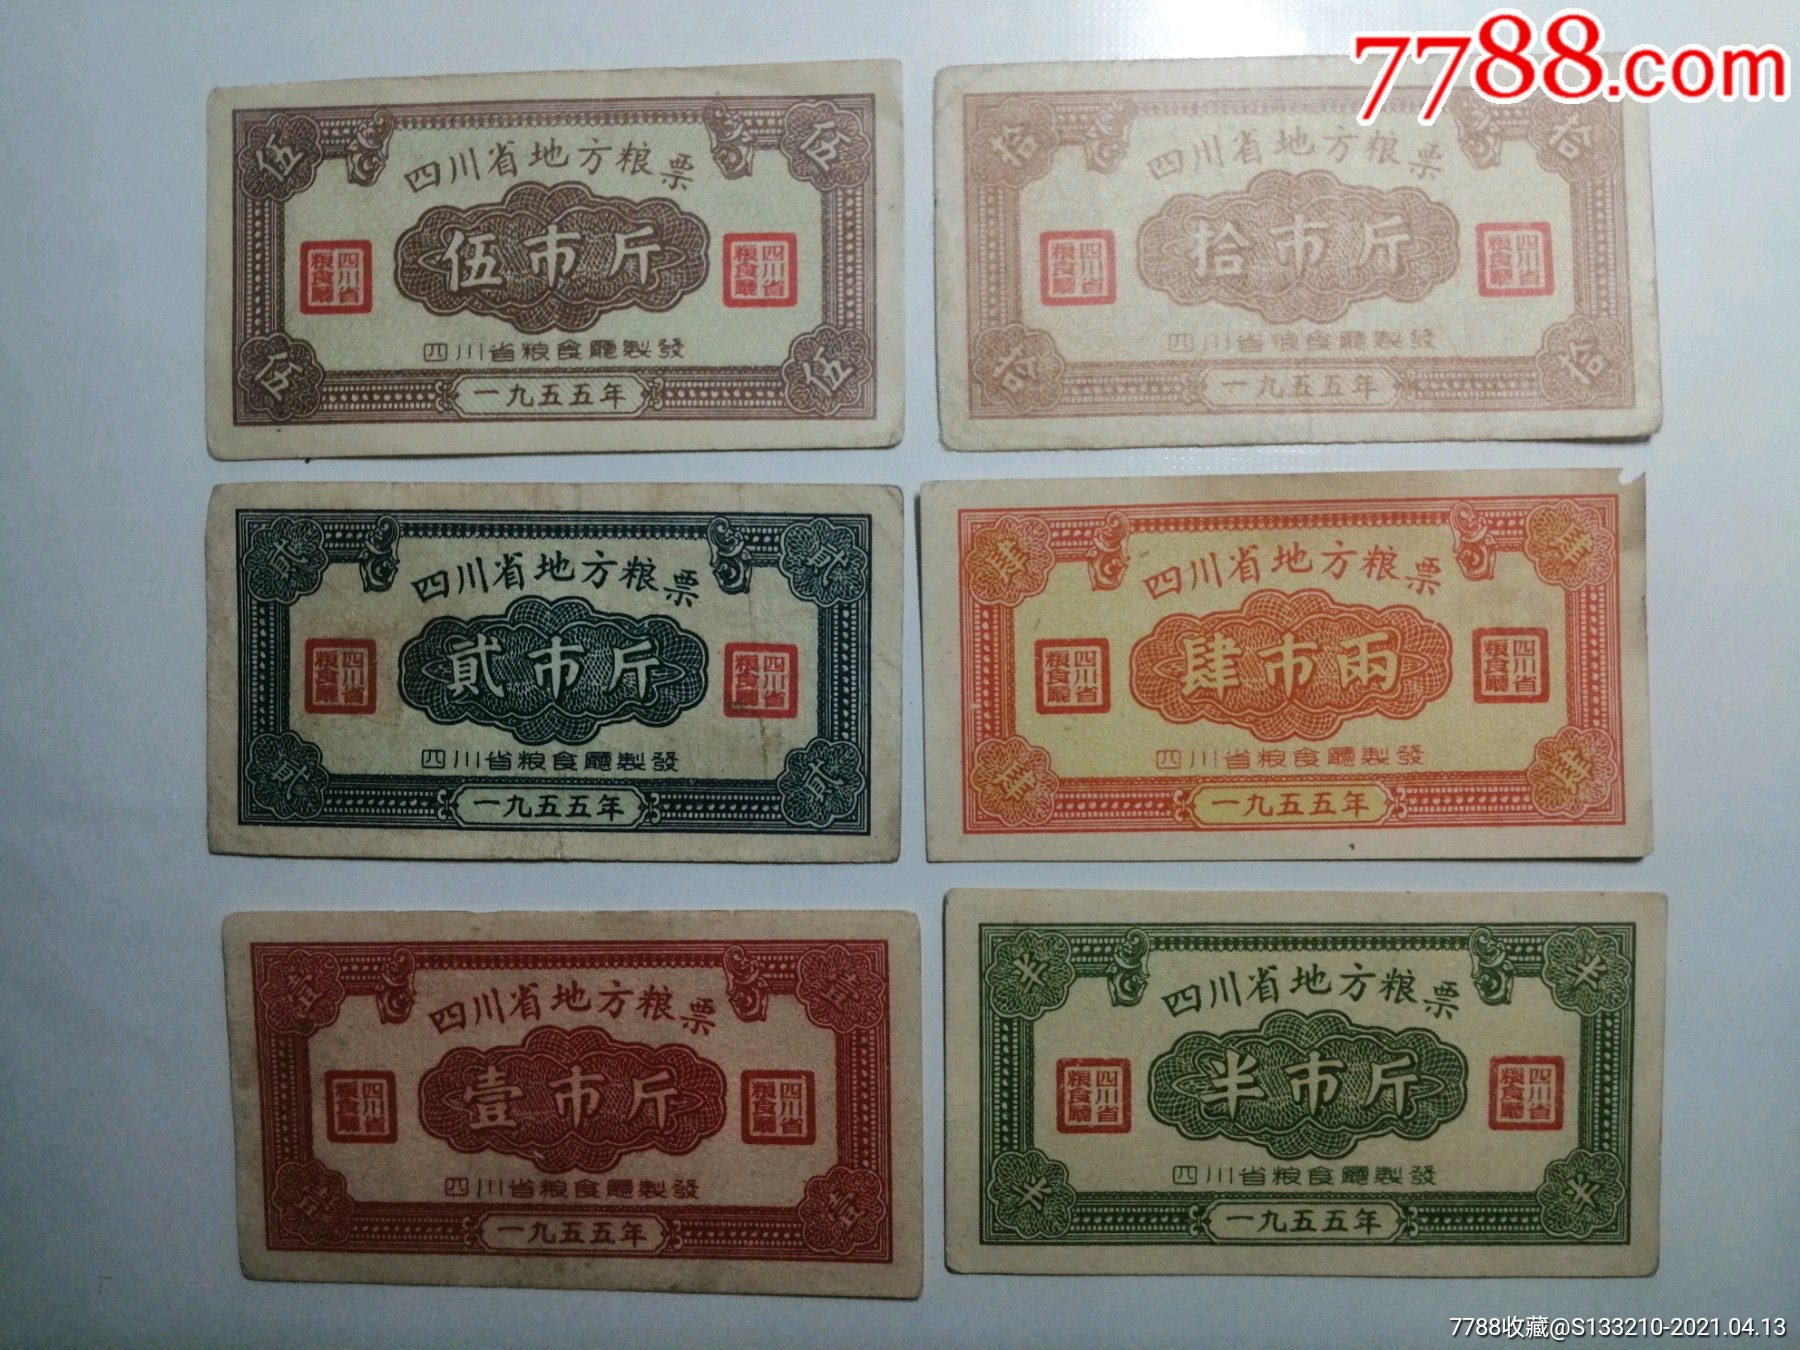 7788.com
伍 伍
四川省地方粮票
伍市斤
四川省粮食廳 四川省粮食廳
四川省粮食廳製發
伍 伍
一九五五年
拾 拾
四川省地方粮票
拾市斤
四川省粮食廳 四川省粮食廳
四川省粮食廳製發
拾 拾
一九五五年
貳 貳
四川省地方粮票
貳市斤
四川省粮食廳 四川省粮食廳
四川省粮食廳製發
貳 貳
一九五五年
肆 肆
四川省地方粮票
肆市兩
四川省粮食廳 四川省粮食廳
四川省粮食廳製發
肆 肆
一九五五年
壹 壹
四川省地方粮票
壹市斤
四川省粮食廳 四川省粮食廳
四川省粮食廳製發
壹 壹
一九五五年
半 半
四川省地方粮票
半市斤
四川省粮食廳 四川省粮食廳
四川省粮食廳製發
半 半
一九五五年
7788收藏@S133210-2021.04.13